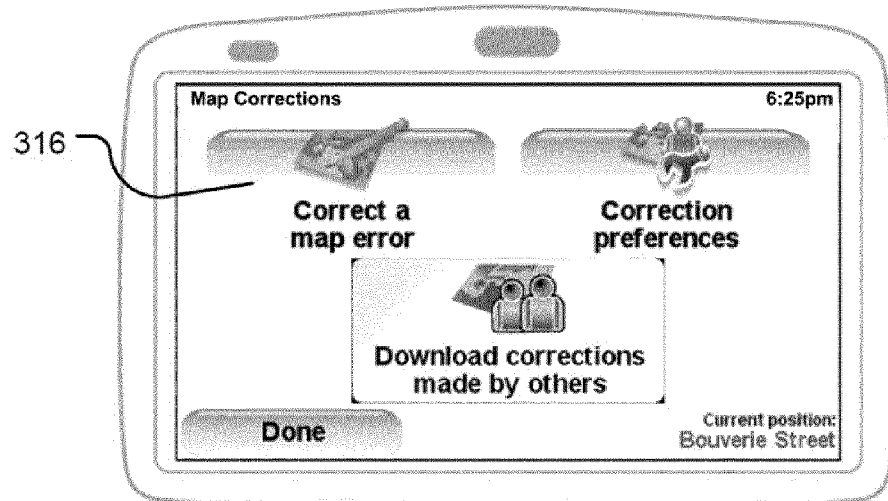 Map Corrections 6:25pm
316
Correct a
map error
Correction
preferences
Download corrections
made by others
Done
Current position:
Bouverie Street